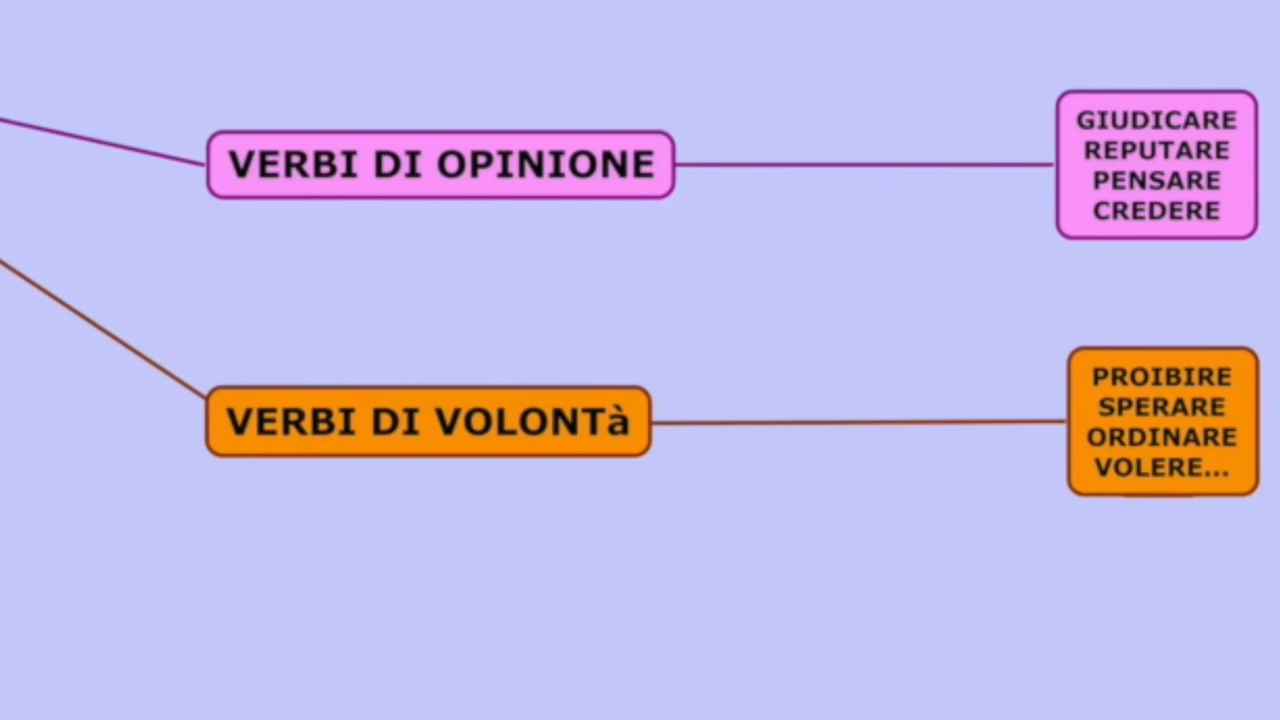 VERBI DI OPINIONE
GIUDICARE
REPUTARE
PENSARE
CREDERE
VERBI DI VOLONTà
PROIBIRE
SPERARE
ORDINARE
VOLERE...